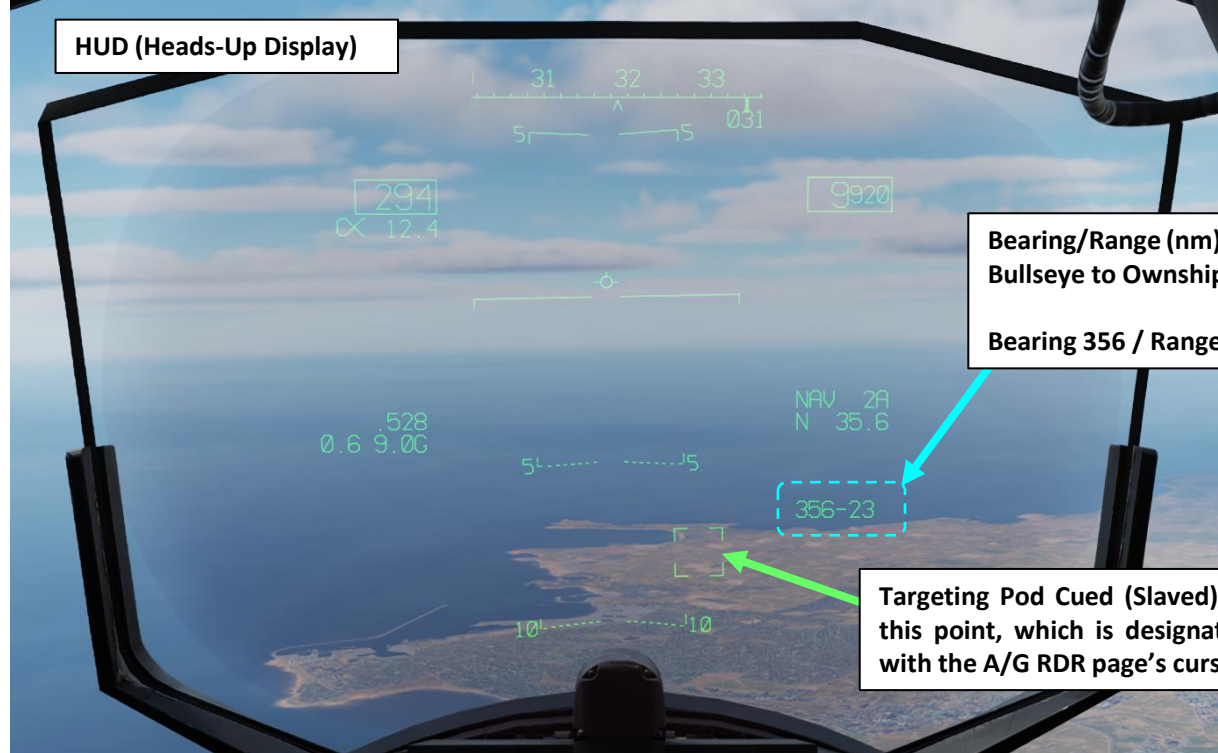 HUD (Heads-Up Display)
31 32 33
031
5 5
294
α 12.4
9920
Bearing/Range (nm)
Bullseye to Ownship
Bearing 356 / Range
.528
0.6 9.0G
NAV 2A
N 35.6
5 5
356-23
Targeting Pod Cued (Slaved)
this point, which is designat
with the A/G RDR page's curs
10 10